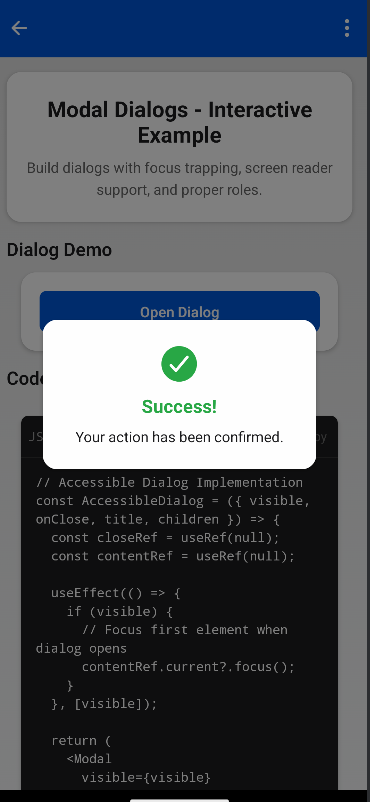 Modal Dialogs - Interactive
Example
Build dialogs with focus trapping, screen reader
support, and proper roles.
Dialog Demo
Open Dialog
Success!
Your action has been confirmed.
// Accessible Dialog Implementation
const AccessibleDialog = ({ visible,
onClose, title, children }) => {
  const closeRef = useRef(null);
  const contentRef = useRef(null);

  useEffect(() => {
    if (visible) {
      // Focus first element when
dialog opens
      contentRef.current?.focus();
    }
  }, [visible]);

  return (
    <Modal
      visible={visible}